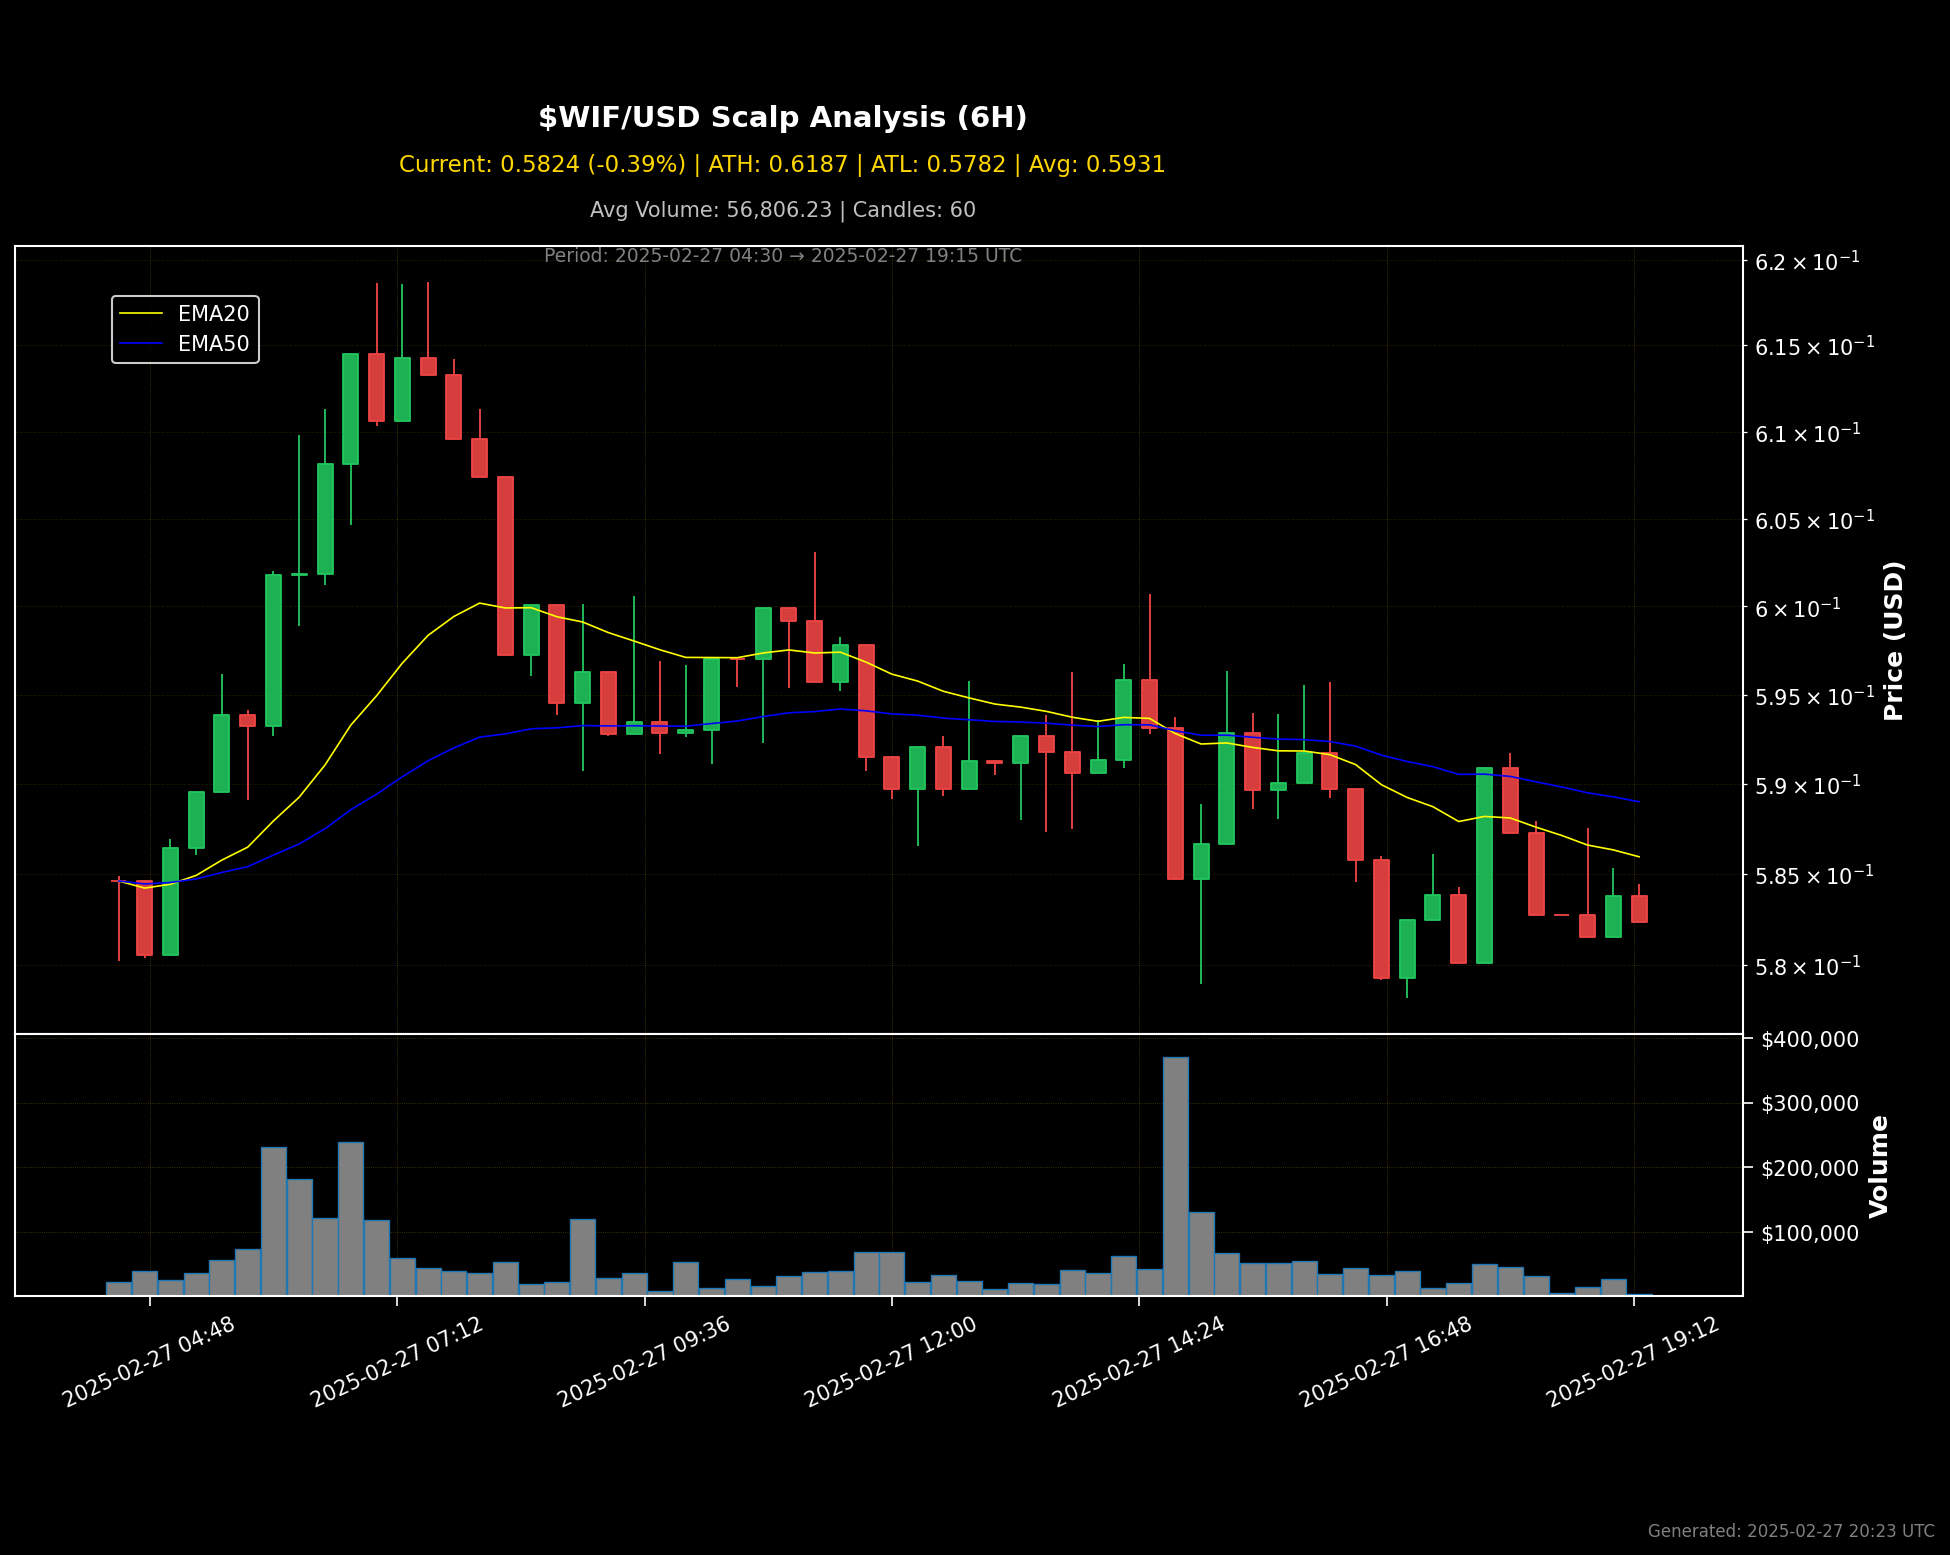 $WIF/USD Scalp Analysis (6H)
Current: 0.5824 (-0.39%) | ATH: 0.6187 | ATL: 0.5782 | Avg: 0.5931
Avg Volume: 56,806.23 | Candles: 60
Period: 2025-02-27 04:30 → 2025-02-27 19:15 UTC
EMA20
EMA50
6.2 × 10⁻¹
6.15 × 10⁻¹
6.1 × 10⁻¹
6.05 × 10⁻¹
6 × 10⁻¹
5.95 × 10⁻¹
5.9 × 10⁻¹
5.85 × 10⁻¹
5.8 × 10⁻¹
Price (USD)
$400,000
$300,000
$200,000
$100,000
Volume
2025-02-27 04:48
2025-02-27 07:12
2025-02-27 09:36
2025-02-27 12:00
2025-02-27 14:24
2025-02-27 16:48
2025-02-27 19:12
Generated: 2025-02-27 20:23 UTC